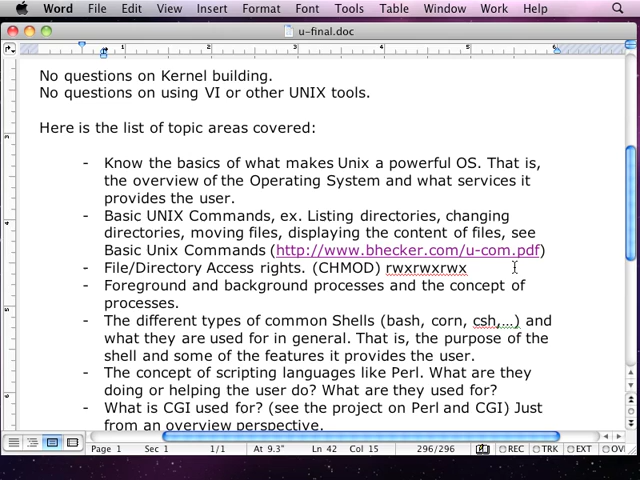 Word File Edit View Insert Format Font Tools Table Window Work Help
u-final.doc
1 2 3 4 5 6
No questions on Kernel building.
No questions on using VI or other UNIX tools.
Here is the list of topic areas covered:
- Know the basics of what makes Unix a powerful OS. That is,
the overview of the Operating System and what services it
provides the user.
- Basic UNIX Commands, ex. Listing directories, changing
directories, moving files, displaying the content of files, see
Basic Unix Commands (http://www.bhecker.com/u-com.pdf)
- File/Directory Access rights. (CHMOD) rwxrwxrwx
- Foreground and background processes and the concept of
processes.
- The different types of common Shells (bash, corn, csh,...) and
what they are used for in general. That is, the purpose of the
shell and some of the features it provides the user.
- The concept of scripting languages like Perl. What are they
doing or helping the user do? What are they used for?
- What is CGI used for? (see the project on Perl and CGI) Just
from an overview perspective.
Page 1 Sec 1 1/1 At 9.3" Ln 42 Col 15 296/296 REC TRK EXT OV